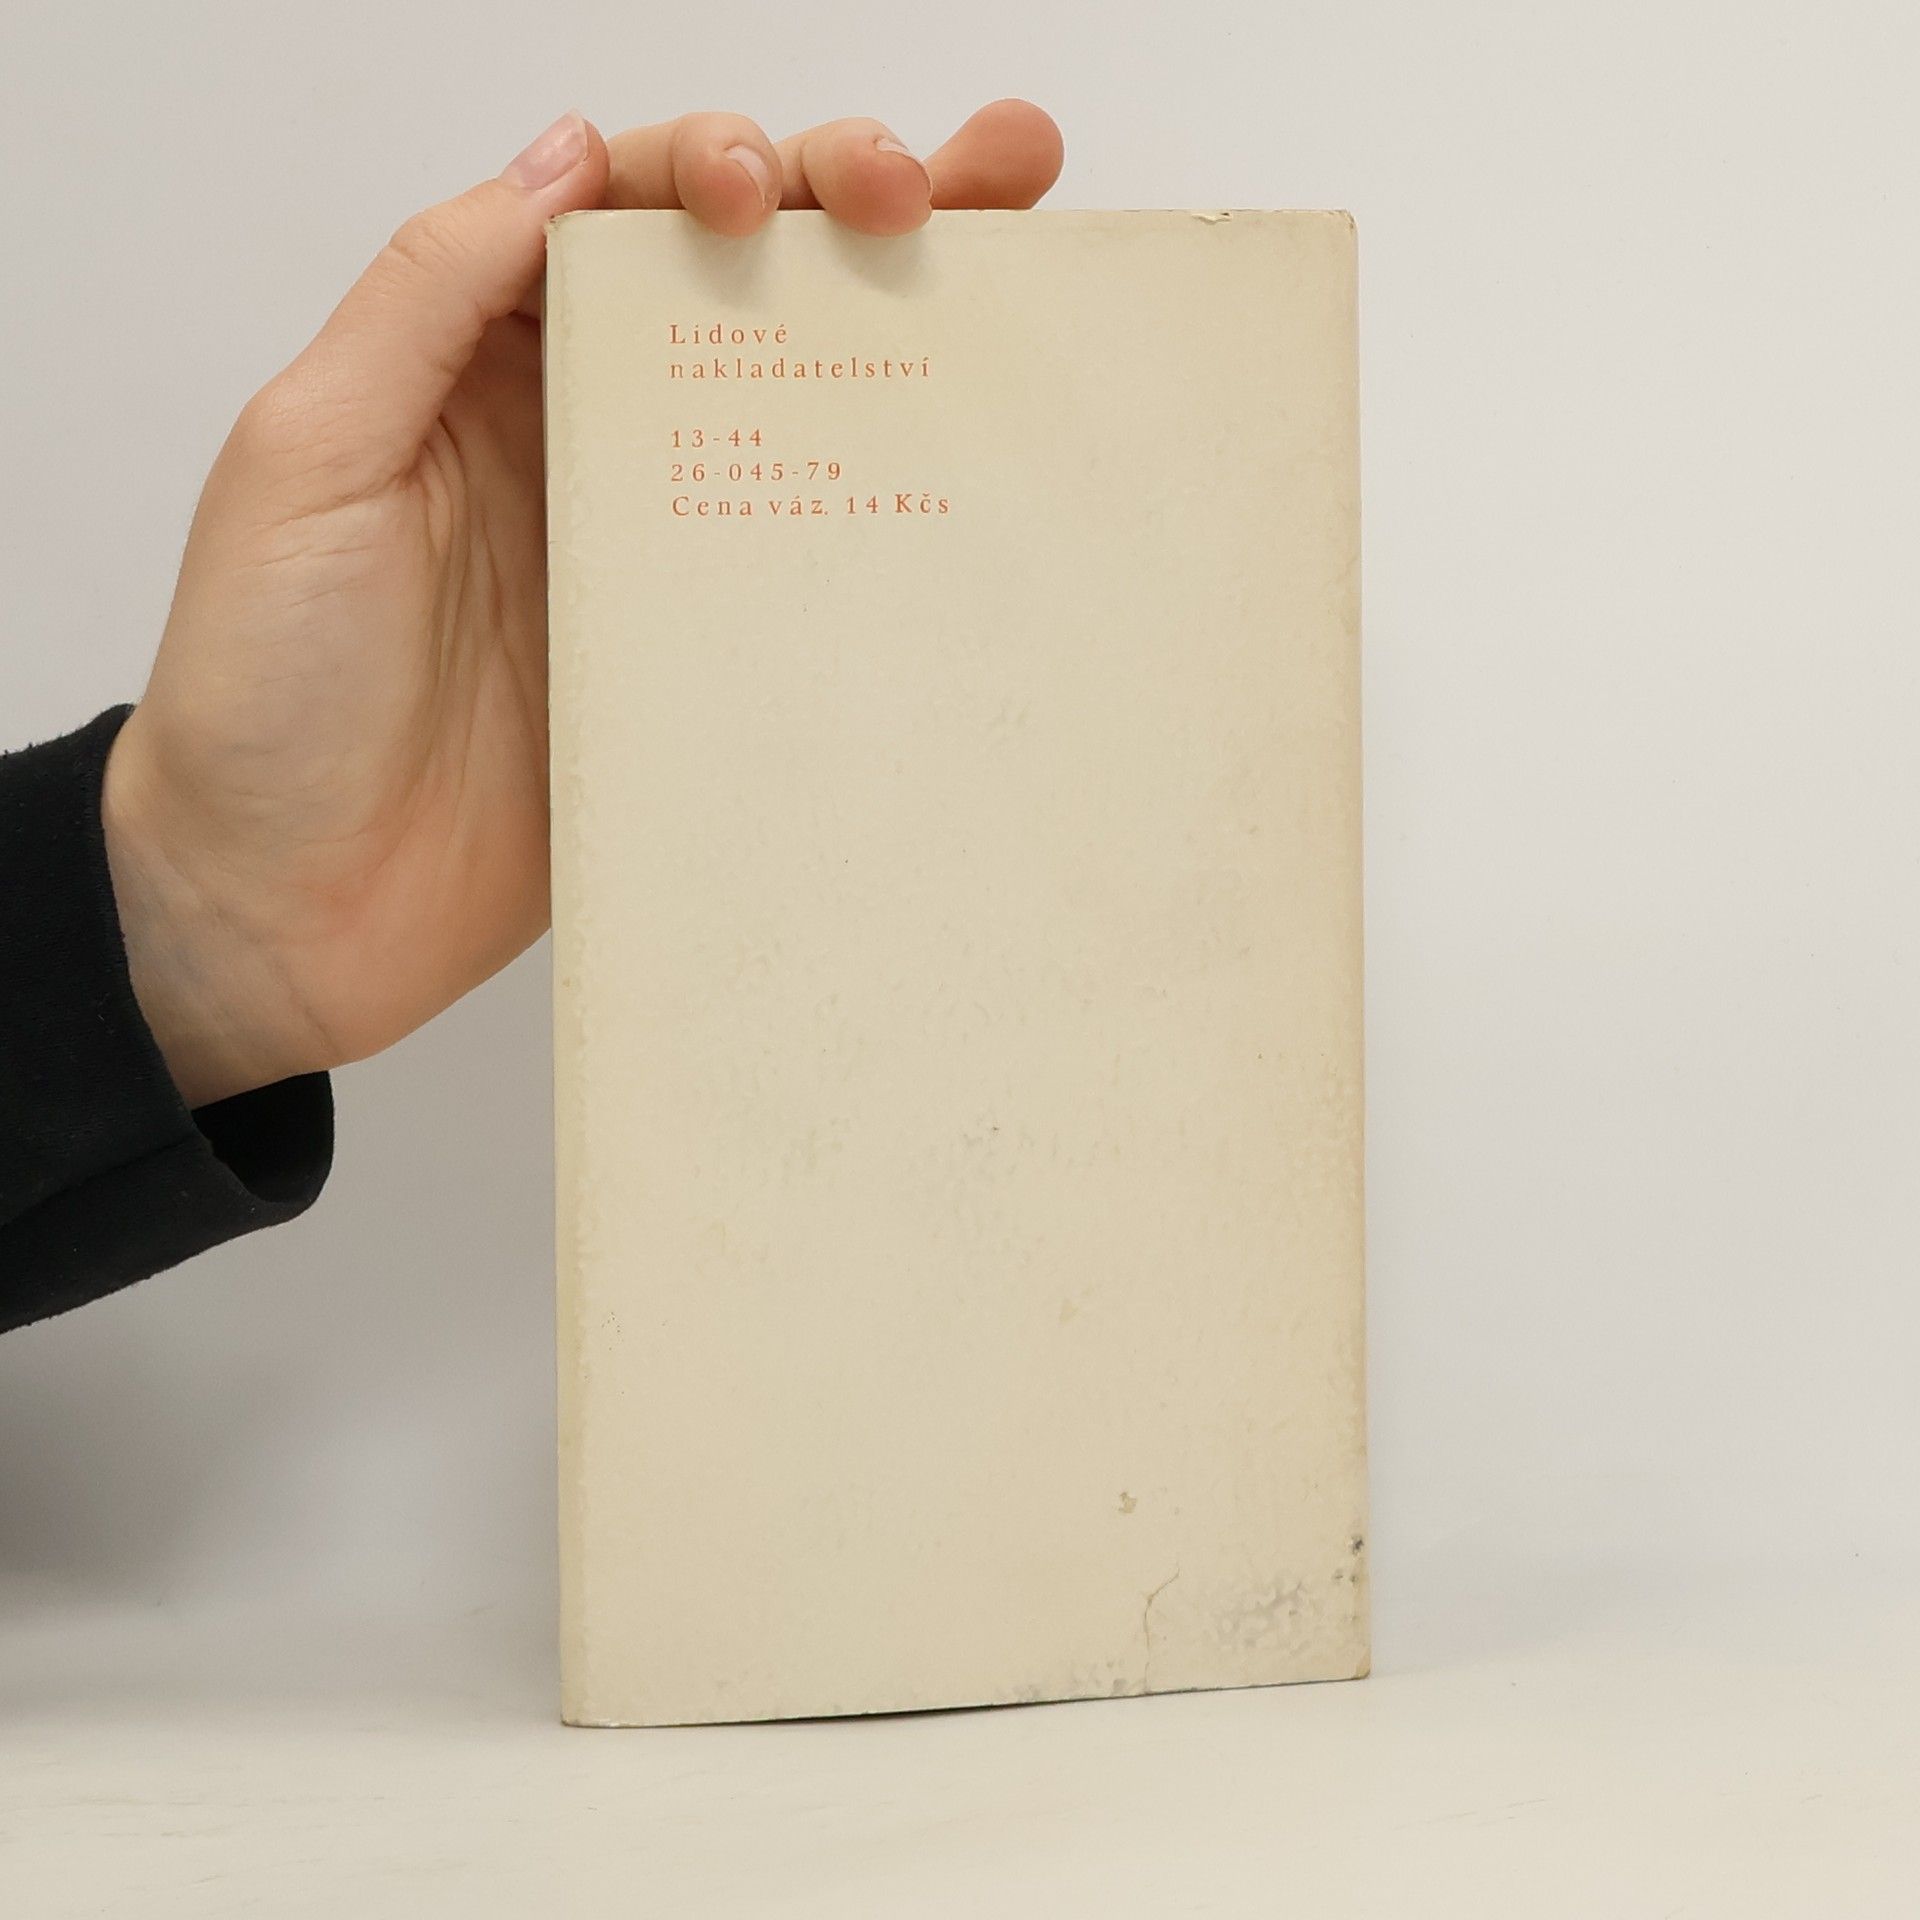 Lidové
nakladatelství
13-44
26-045-79
Cena váz. 14 Kčs